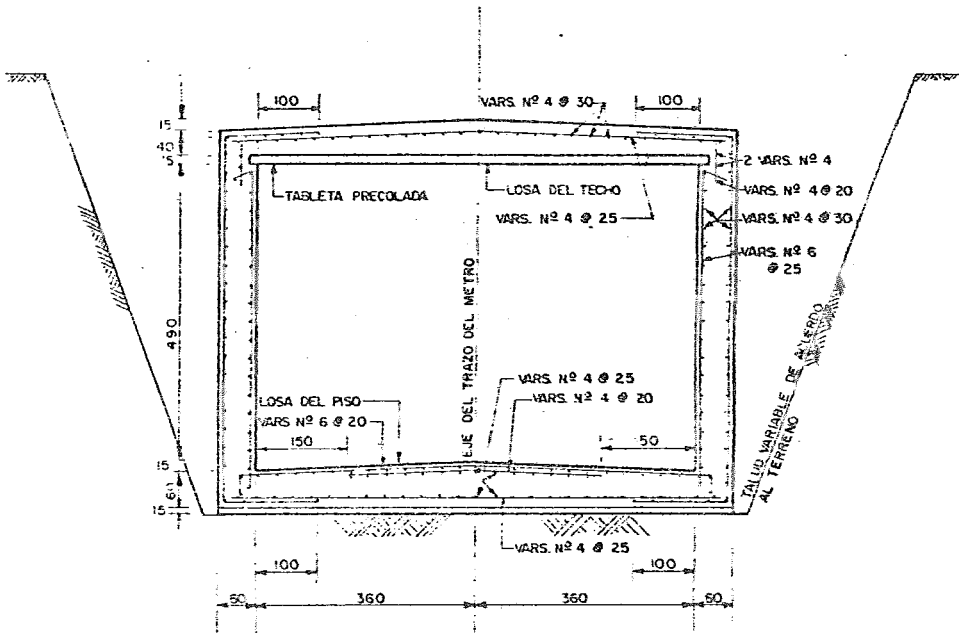 100
VARS. Nº 4 @ 30
100
15
40
15
TABLETA PRECOLADA
LOSA DEL TECHO
VARS. Nº 4 @ 25
2 VARS. Nº 4
VARS. Nº 4 @ 20
VARS. Nº 4 @ 30
VARS. Nº 6
@ 25
490
EJE DEL TRAZO DEL METRO
TALUD VARIABLE DE ACUERDO
AL TERRENO
VARS. Nº 4 @ 25
VARS. Nº 4 @ 20
LOSA DEL PISO
VARS Nº 6 @ 20
150
15
60
15
VARS. Nº 4 @ 25
100
100
360
360